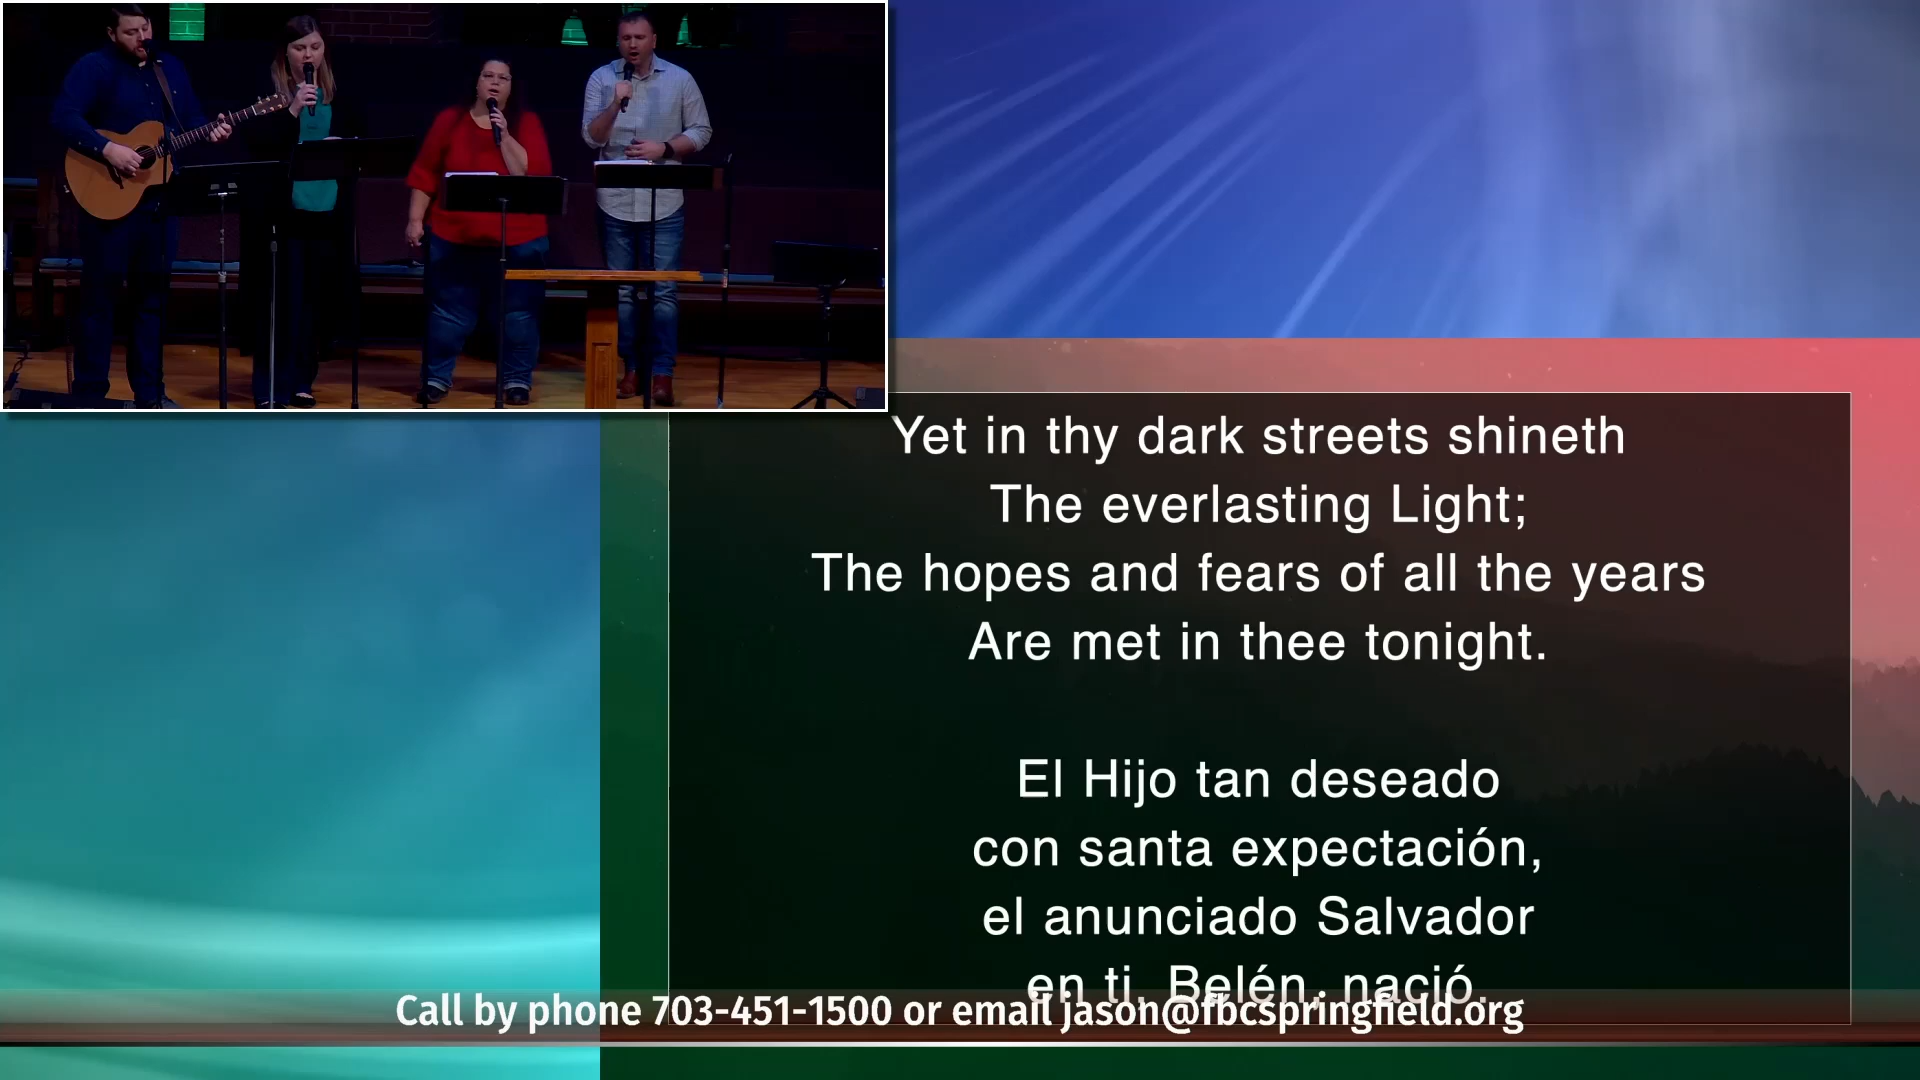 Yet in thy dark streets shineth
The everlasting Light;
The hopes and fears of all the years
Are met in thee tonight.
El Hijo tan deseado
con santa expectación,
el anunciado Salvador
en ti, Belén, nació.
Call by phone 703-451-1500 or email jason@fbcspringfield.org